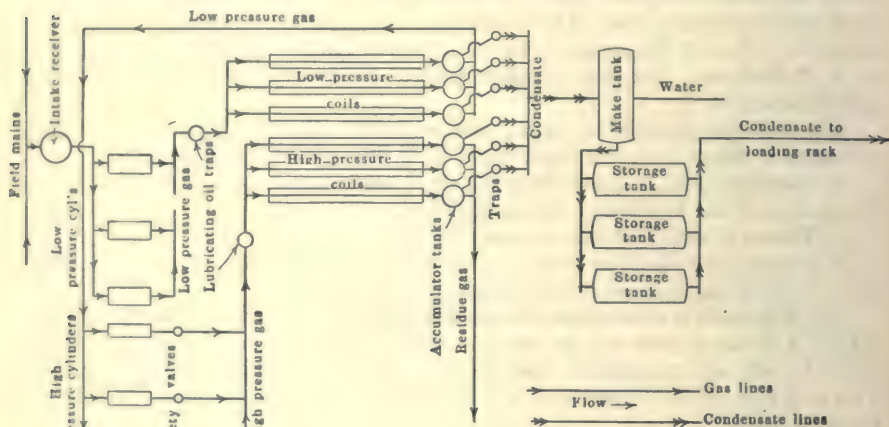 Low pressure gas
Intake receiver
Field mains
Low pressure
coils
High pressure
coils
Condensate
Make tank
Water
Condensate to
loading rack
Storage
tank
Storage
tank
Storage
tank
Traps
Low
pressure cyl's
Low pressure gas
Lubricating oil traps
Accumulator tanks
Residue gas
High
cylinders
valves
pressure gas
Gas lines
Flow
Condensate lines